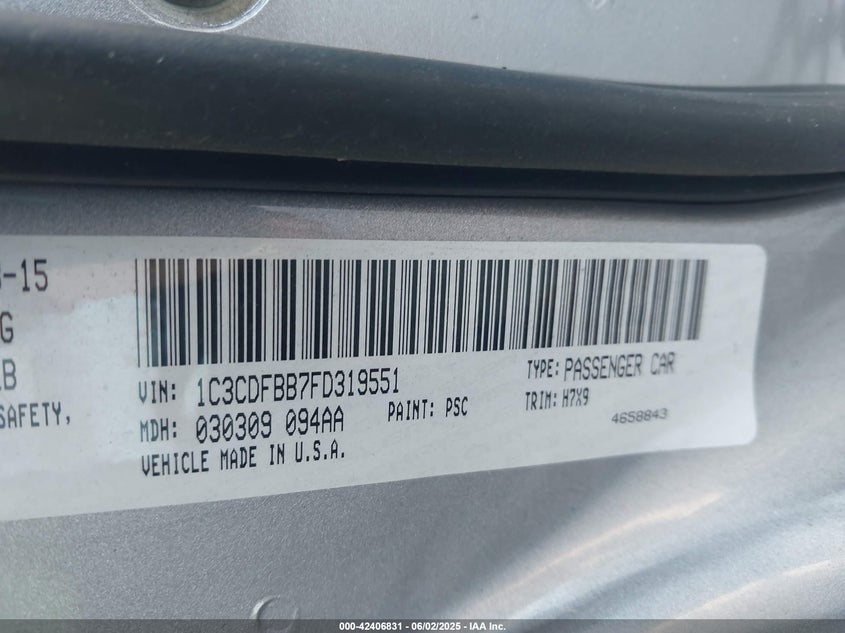 -15
G
LB
SAFETY,
VIN: 1C3CDFBB7FD319551
TYPE: PASSENGER CAR
MDH: 030309 094AA
PAINT: PSC
TRIM: H7X9
VEHICLE MADE IN U.S.A.
4658843
000-42406831 - 06/02/2025 - IAA Inc.